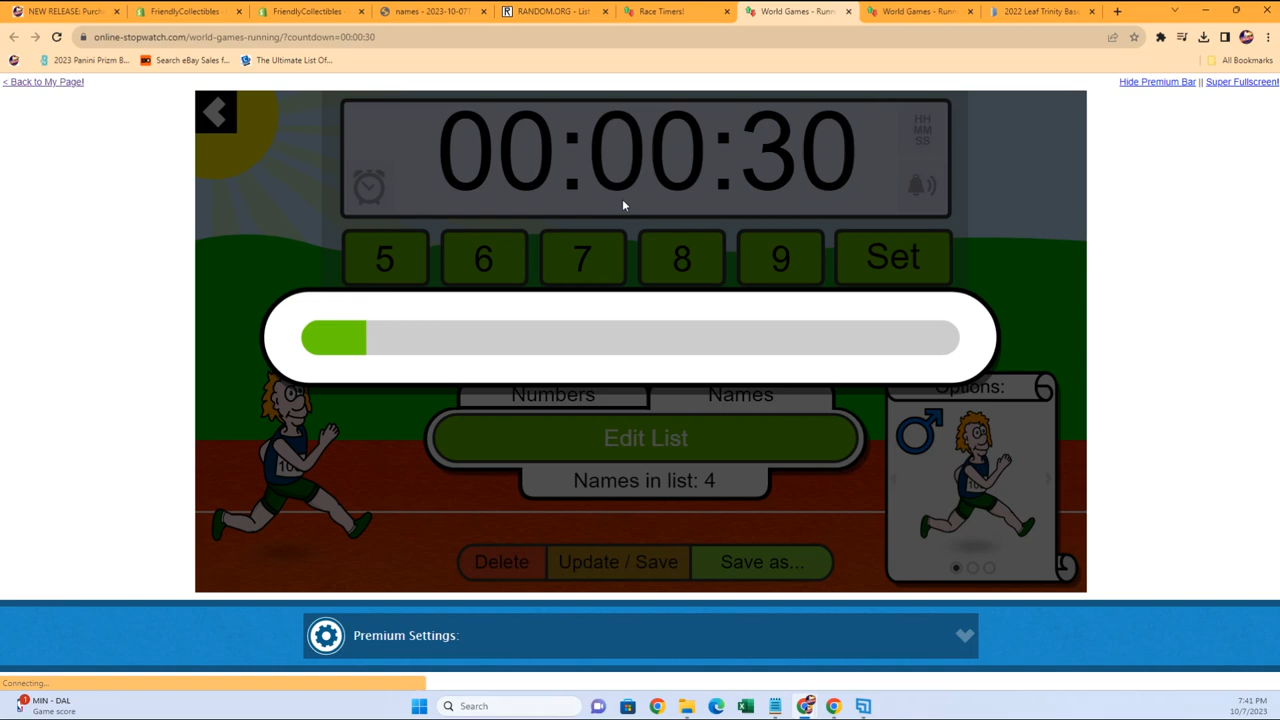 NEW RELEASE: Purch
FriendlyCollectibles -
FriendlyCollectibles -
names - 2023-10-07T
RANDOM.ORG - List
Race Timers!
World Games - Runn
World Games - Runn
2022 Leaf Trinity Bas
online-stopwatch.com/world-games-running/?countdown=00:00:30
2023 Panini Prizm B...
Search eBay Sales f...
The Ultimate List Of...
All Bookmarks
< Back to My Page!
Hide Premium Bar || Super Fullscreen!
00:00:30
HH
MM
SS
5 6 7 8 9 Set
Numbers Names
Options:
Edit List
Names in list: 4
Delete Update / Save Save as...
Premium Settings:
Connecting...
1
MIN - DAL
Game score
Search
7:41 PM
10/7/2023